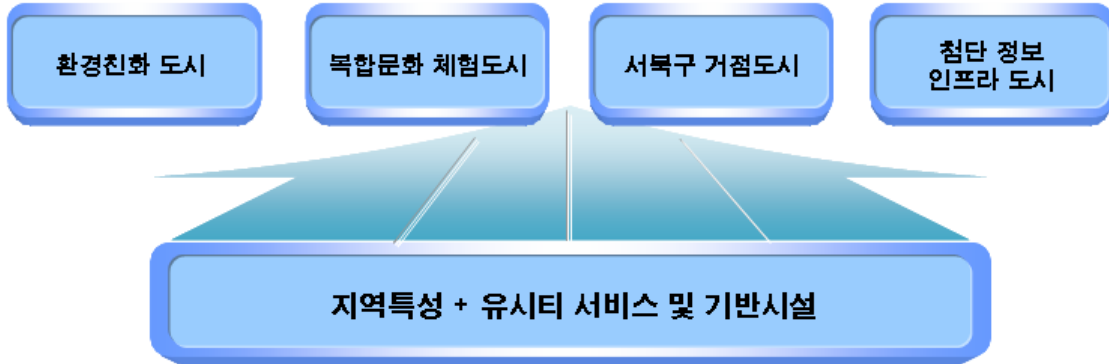 환경친화 도시
복합문화 체험도시
서북구 거점도시
첨단 정보
인프라 도시
지역특성 + 유시티 서비스 및 기반시설